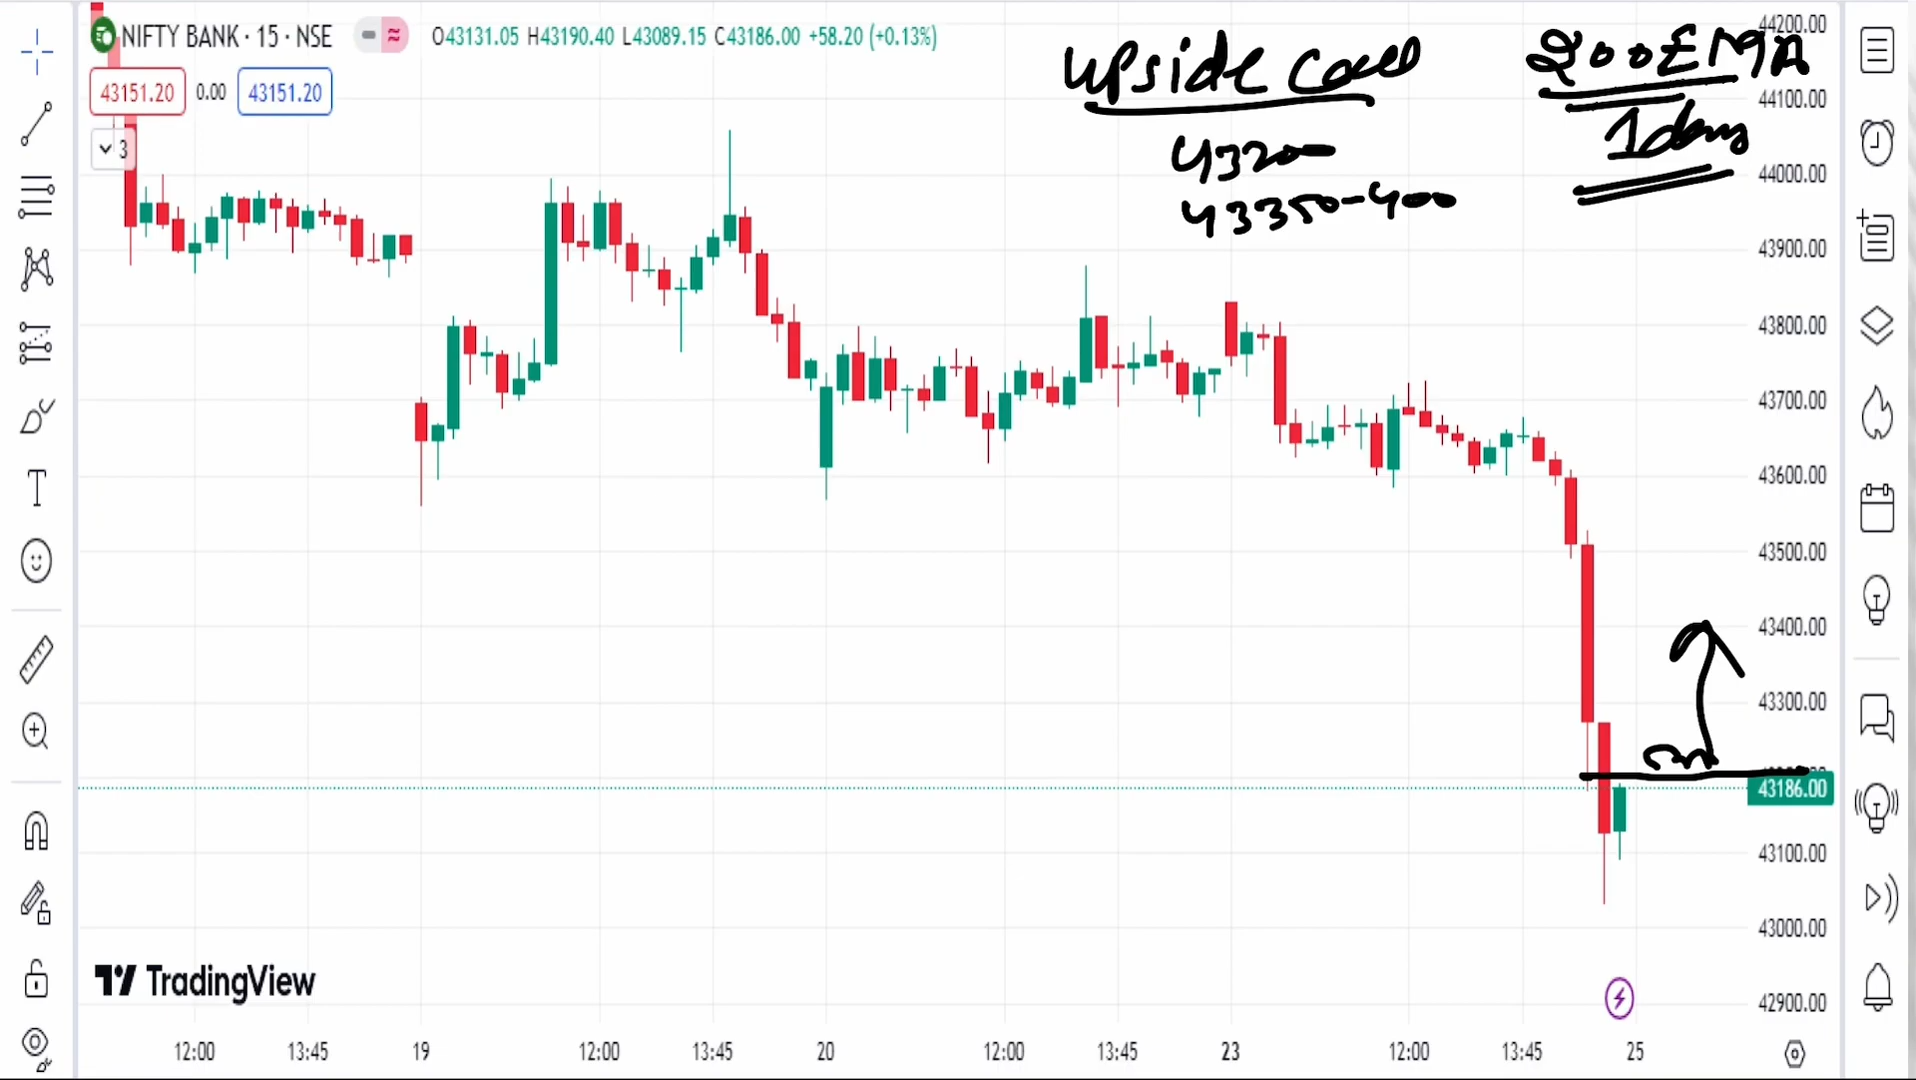 NIFTY BANK · 15 · NSE O43131.05 H43190.40 L43089.15 C43186.00 +58.20 (+0.13%)
43151.20 0.00 43151.20
3
upside call
43200
43350-400
200EMA
1day
44200.00
44100.00
44000.00
43900.00
43800.00
43700.00
43600.00
43500.00
43400.00
43300.00
43186.00
43100.00
43000.00
42900.00
TradingView
12:00 13:45 19 12:00 13:45 20 12:00 13:45 23 12:00 13:45 25